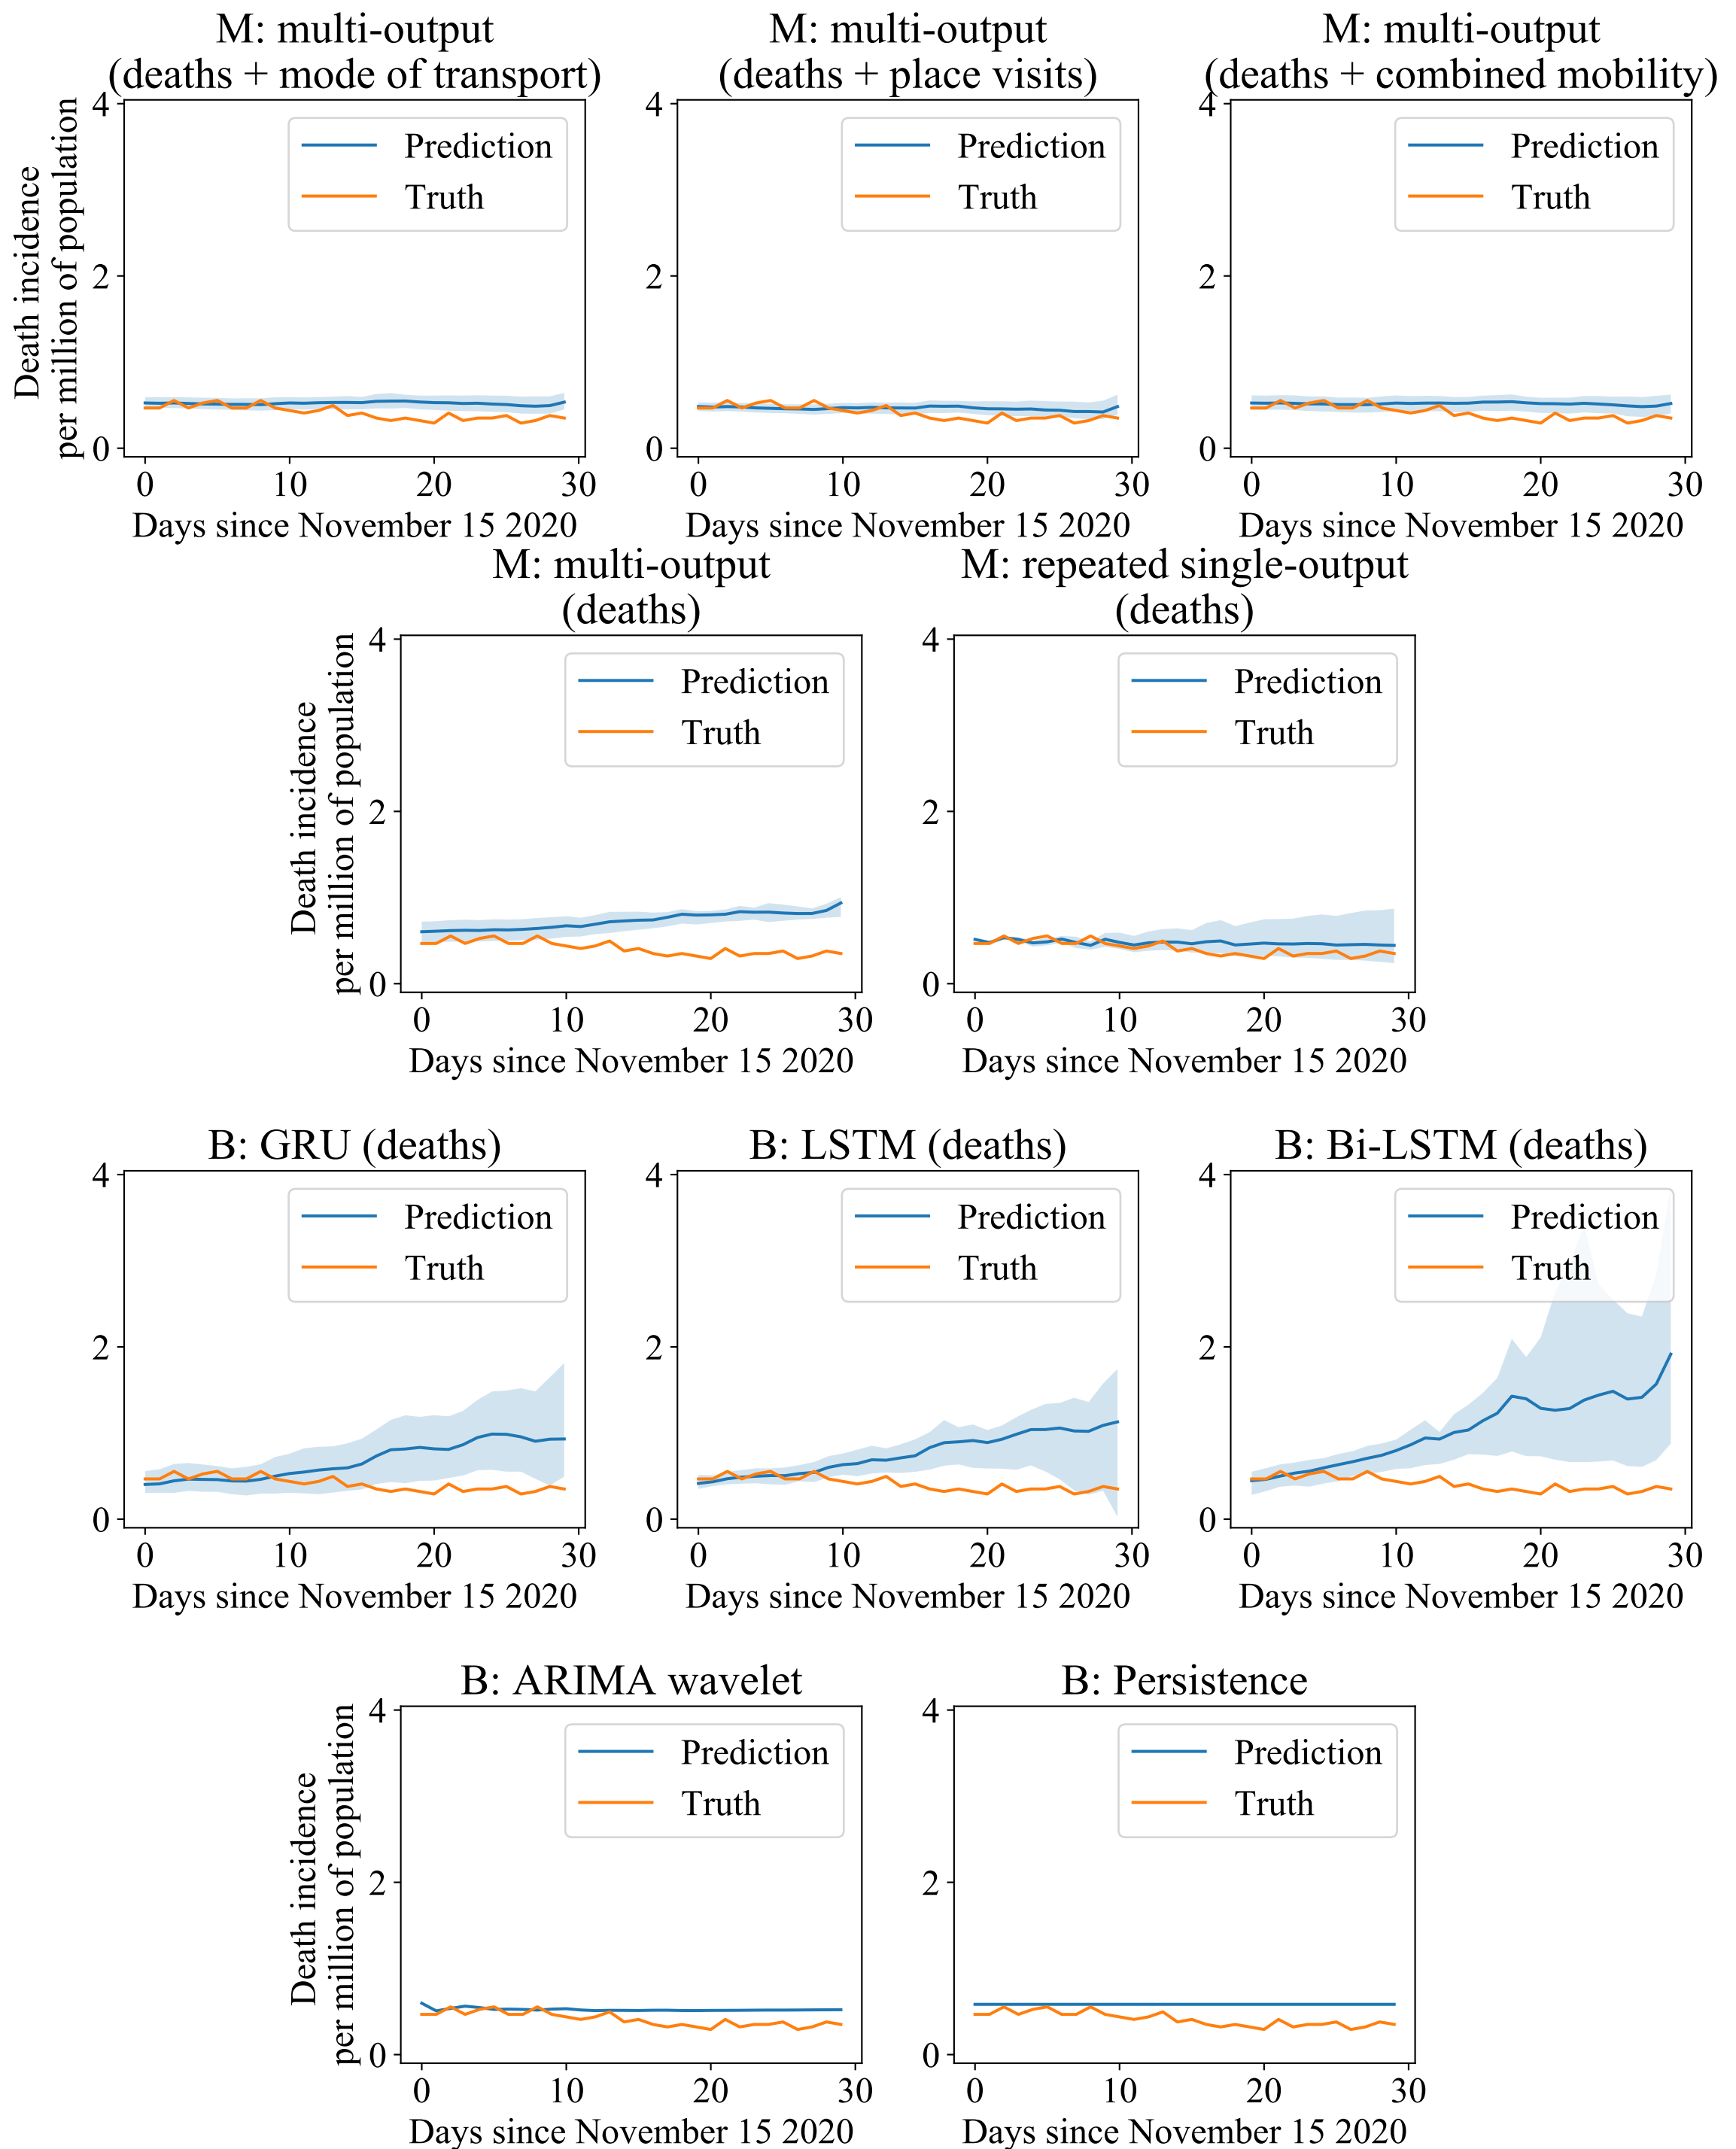 M: multi-output
(deaths + mode of transport)
Death incidence
per million of population
4
2
0
Prediction
Truth
0 10 20 30
Days since November 15 2020
M: multi-output
(deaths + place visits)
4
2
0
Prediction
Truth
0 10 20 30
Days since November 15 2020
M: multi-output
(deaths + combined mobility)
4
2
0
Prediction
Truth
0 10 20 30
Days since November 15 2020
M: multi-output
(deaths)
Death incidence
per million of population
4
2
0
Prediction
Truth
0 10 20 30
Days since November 15 2020
M: repeated single-output
(deaths)
4
2
0
Prediction
Truth
0 10 20 30
Days since November 15 2020
B: GRU (deaths)
4
2
0
Prediction
Truth
0 10 20 30
Days since November 15 2020
B: LSTM (deaths)
4
2
0
Prediction
Truth
0 10 20 30
Days since November 15 2020
B: Bi-LSTM (deaths)
4
2
0
Prediction
Truth
0 10 20 30
Days since November 15 2020
B: ARIMA wavelet
Death incidence
per million of population
4
2
0
Prediction
Truth
0 10 20 30
Days since November 15 2020
B: Persistence
4
2
0
Prediction
Truth
0 10 20 30
Days since November 15 2020